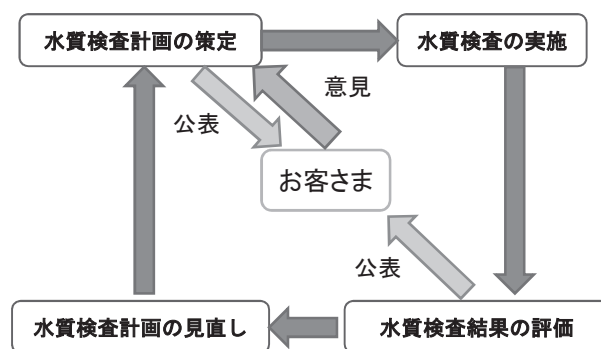 水質検査計画の策定
水質検査の実施
意見
公表
お客さま
公表
水質検査計画の見直し
水質検査結果の評価